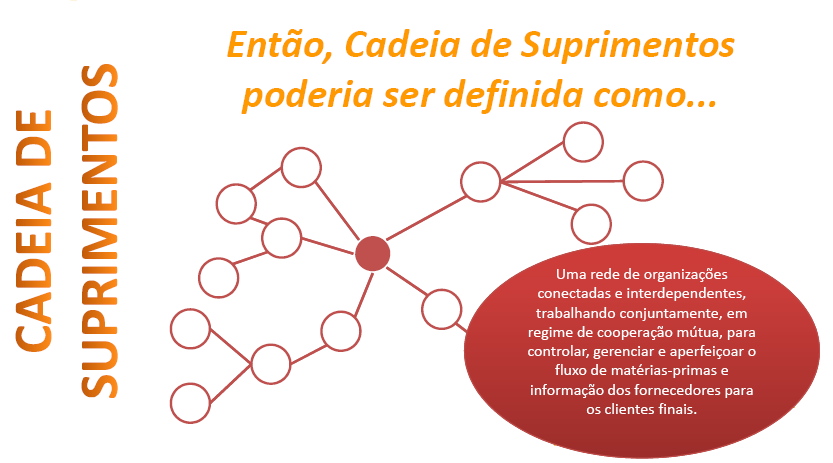 CADEIA DE
SUPRIMENTOS
Então, Cadeia de Suprimentos
poderia ser definida como...
Uma rede de organizações
conectadas e interdependentes,
trabalhando conjuntamente, em
regime de cooperação mútua, para
controlar, gerenciar e aperfeiçoar o
fluxo de matérias-primas e
informação dos fornecedores para
os clientes finais.